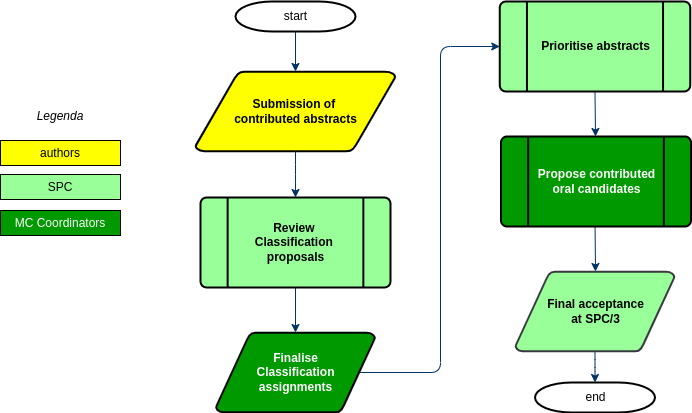 start
Submission of
contributed abstracts
Legenda
authors
SPC
MC Coordinators
Review
Classification
proposals
Finalise
Classification
assignments
Prioritise abstracts
Propose contributed
oral candidates
Final acceptance
at SPC/3
end